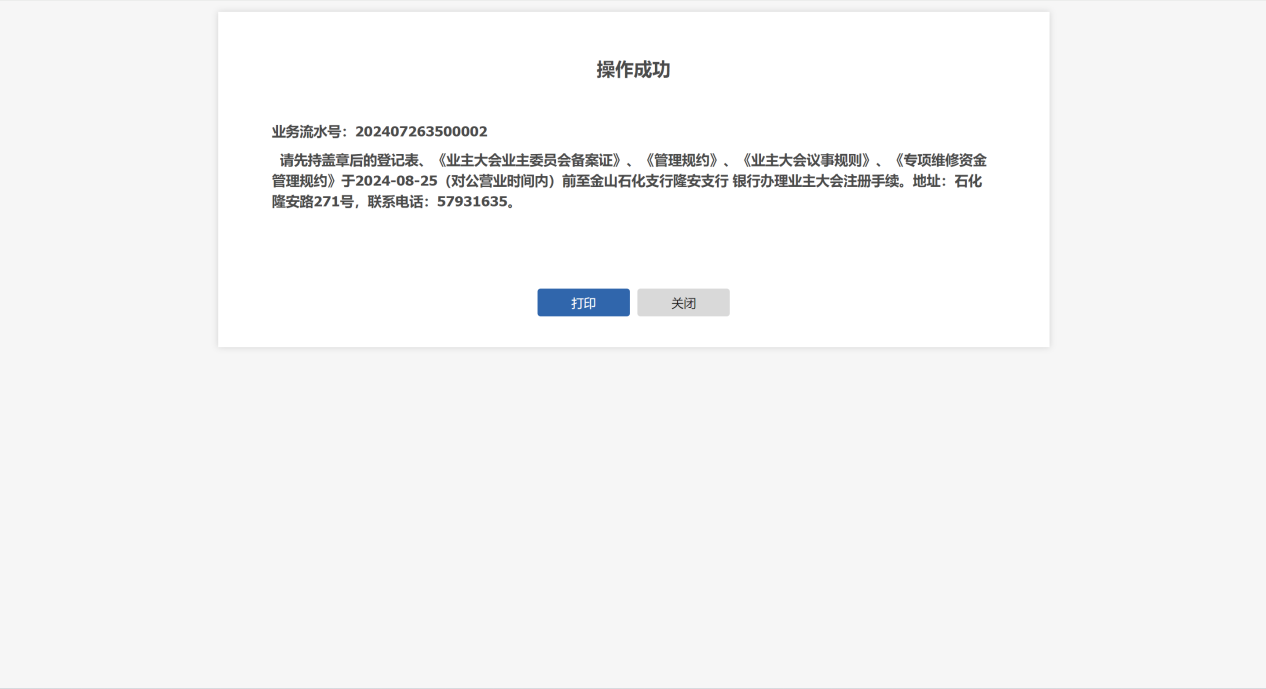 操作成功
业务流水号：202407263500002
请先持盖章后的登记表、《业主大会业主委员会备案证》、《管理规约》、《业主大会议事规则》、《专项维修资金
管理规约》于2024-08-25（对公营业时间内）前至金山石化支行隆安支行 银行办理业主大会注册手续。地址：石化
隆安路271号，联系电话：57931635。
打印 关闭